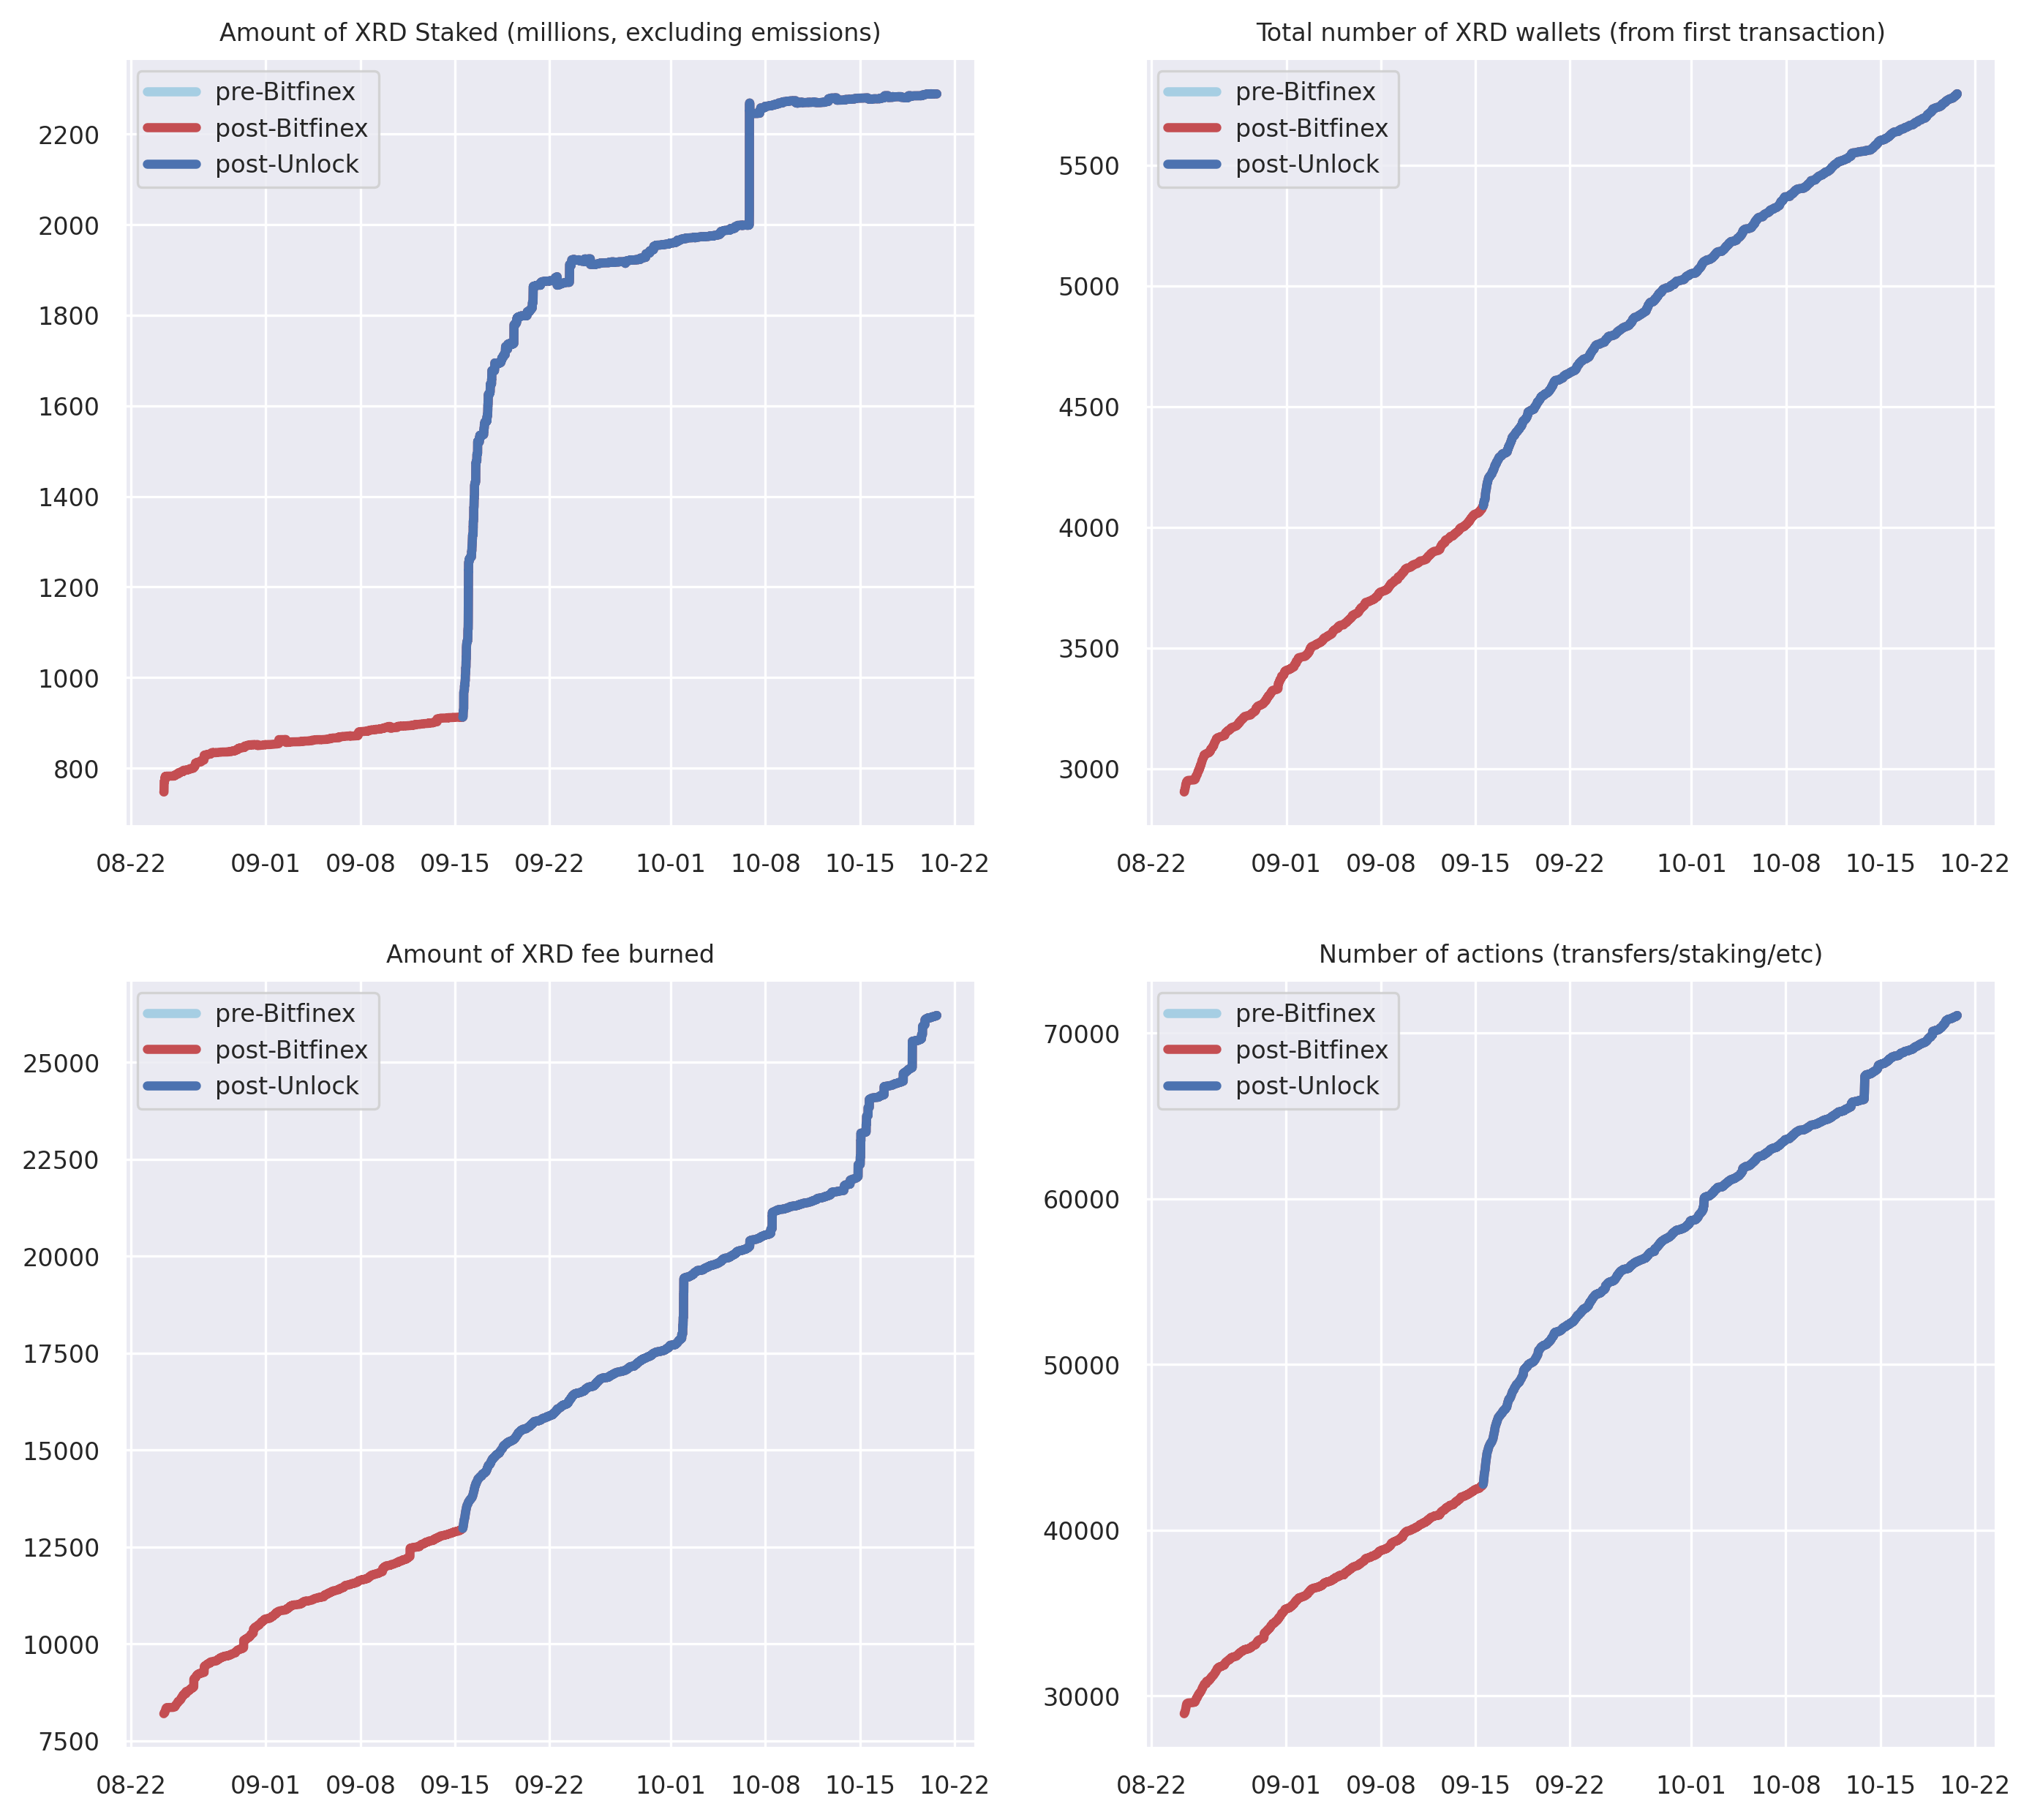 Amount of XRD Staked (millions, excluding emissions)
pre-Bitfinex
post-Bitfinex
post-Unlock
2200
2000
1800
1600
1400
1200
1000
800
08-22 09-01 09-08 09-15 09-22 10-01 10-08 10-15 10-22
Total number of XRD wallets (from first transaction)
pre-Bitfinex
post-Bitfinex
post-Unlock
5500
5000
4500
4000
3500
3000
08-22 09-01 09-08 09-15 09-22 10-01 10-08 10-15 10-22
Amount of XRD fee burned
pre-Bitfinex
post-Bitfinex
post-Unlock
25000
22500
20000
17500
15000
12500
10000
7500
08-22 09-01 09-08 09-15 09-22 10-01 10-08 10-15 10-22
Number of actions (transfers/staking/etc)
pre-Bitfinex
post-Bitfinex
post-Unlock
70000
60000
50000
40000
30000
08-22 09-01 09-08 09-15 09-22 10-01 10-08 10-15 10-22